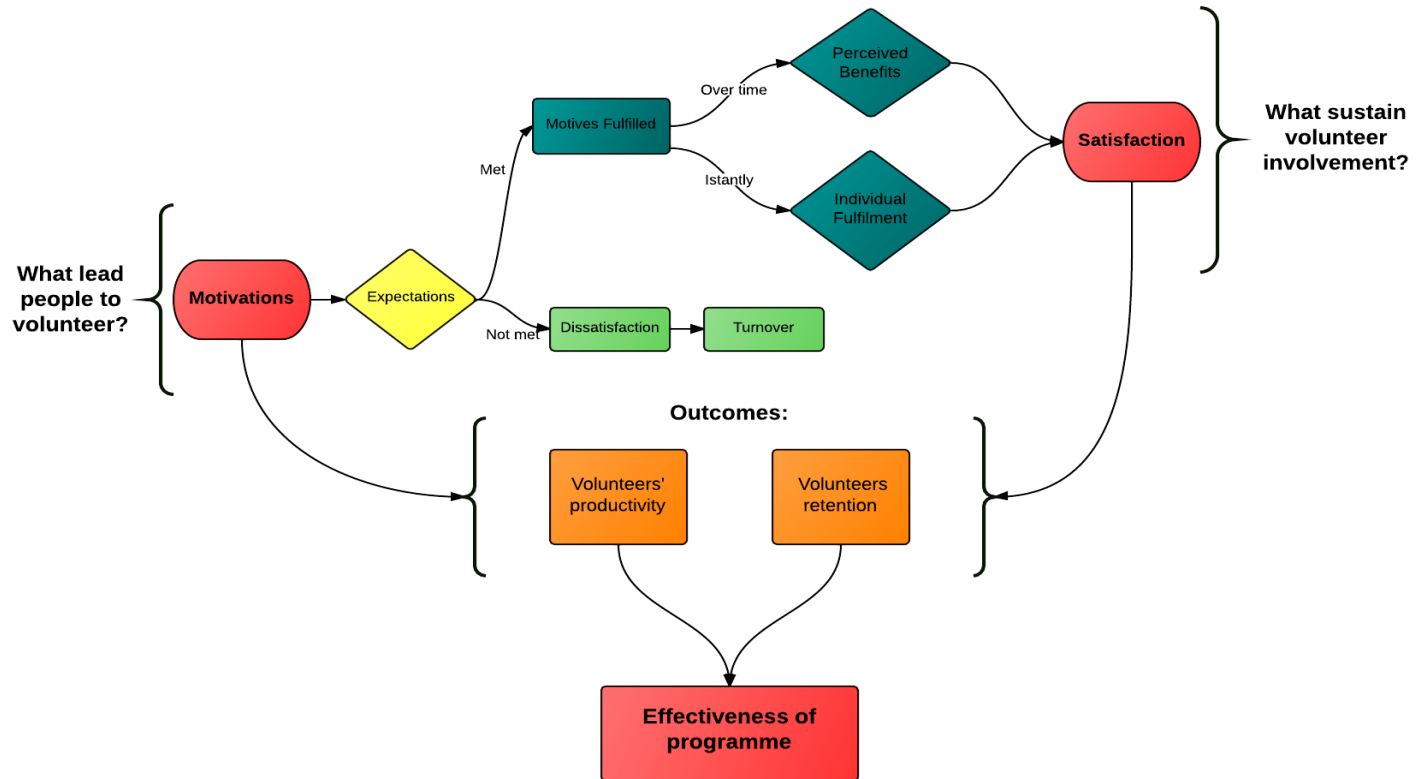 What lead
people to
volunteer?
Motivations
Expectations
Met
Not met
Motives Fulfilled
Over time
Istantly
Perceived
Benefits
Individual
Fulfilment
Satisfaction
What sustain
volunteer
involvement?
Dissatisfaction
Turnover
Outcomes:
Volunteers'
productivity
Volunteers
retention
Effectiveness of
programme